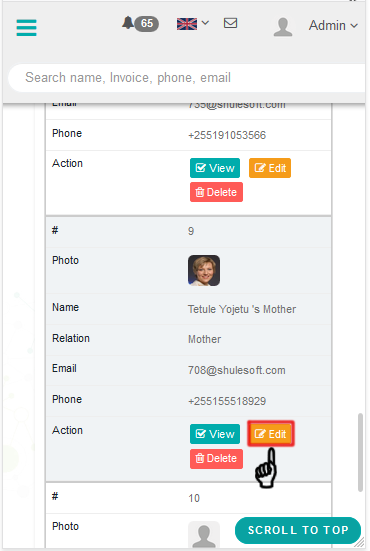 65
Admin
Search name, Invoice, phone, email
Email 735@shulesoft.com
Phone +255191053566
Action View Edit
Delete
# 9
Photo
Name Tetule Yojetu 's Mother
Relation Mother
Email 708@shulesoft.com
Phone +255155518929
Action View Edit
Delete
# 10
Photo
SCROLL TO TOP